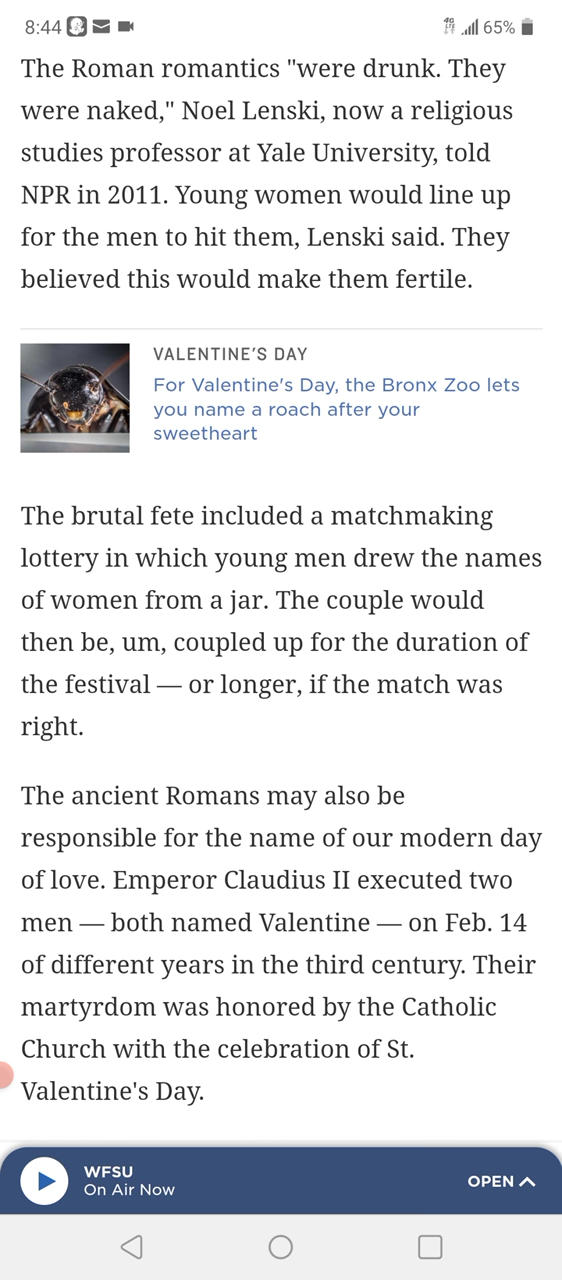 8:44
4G
LTE
65%
The Roman romantics "were drunk. They
were naked," Noel Lenski, now a religious
studies professor at Yale University, told
NPR in 2011. Young women would line up
for the men to hit them, Lenski said. They
believed this would make them fertile.
VALENTINE'S DAY
For Valentine's Day, the Bronx Zoo lets
you name a roach after your
sweetheart
The brutal fete included a matchmaking
lottery in which young men drew the names
of women from a jar. The couple would
then be, um, coupled up for the duration of
the festival — or longer, if the match was
right.
The ancient Romans may also be
responsible for the name of our modern day
of love. Emperor Claudius II executed two
men — both named Valentine — on Feb. 14
of different years in the third century. Their
martyrdom was honored by the Catholic
Church with the celebration of St.
Valentine's Day.
WFSU
On Air Now
OPEN